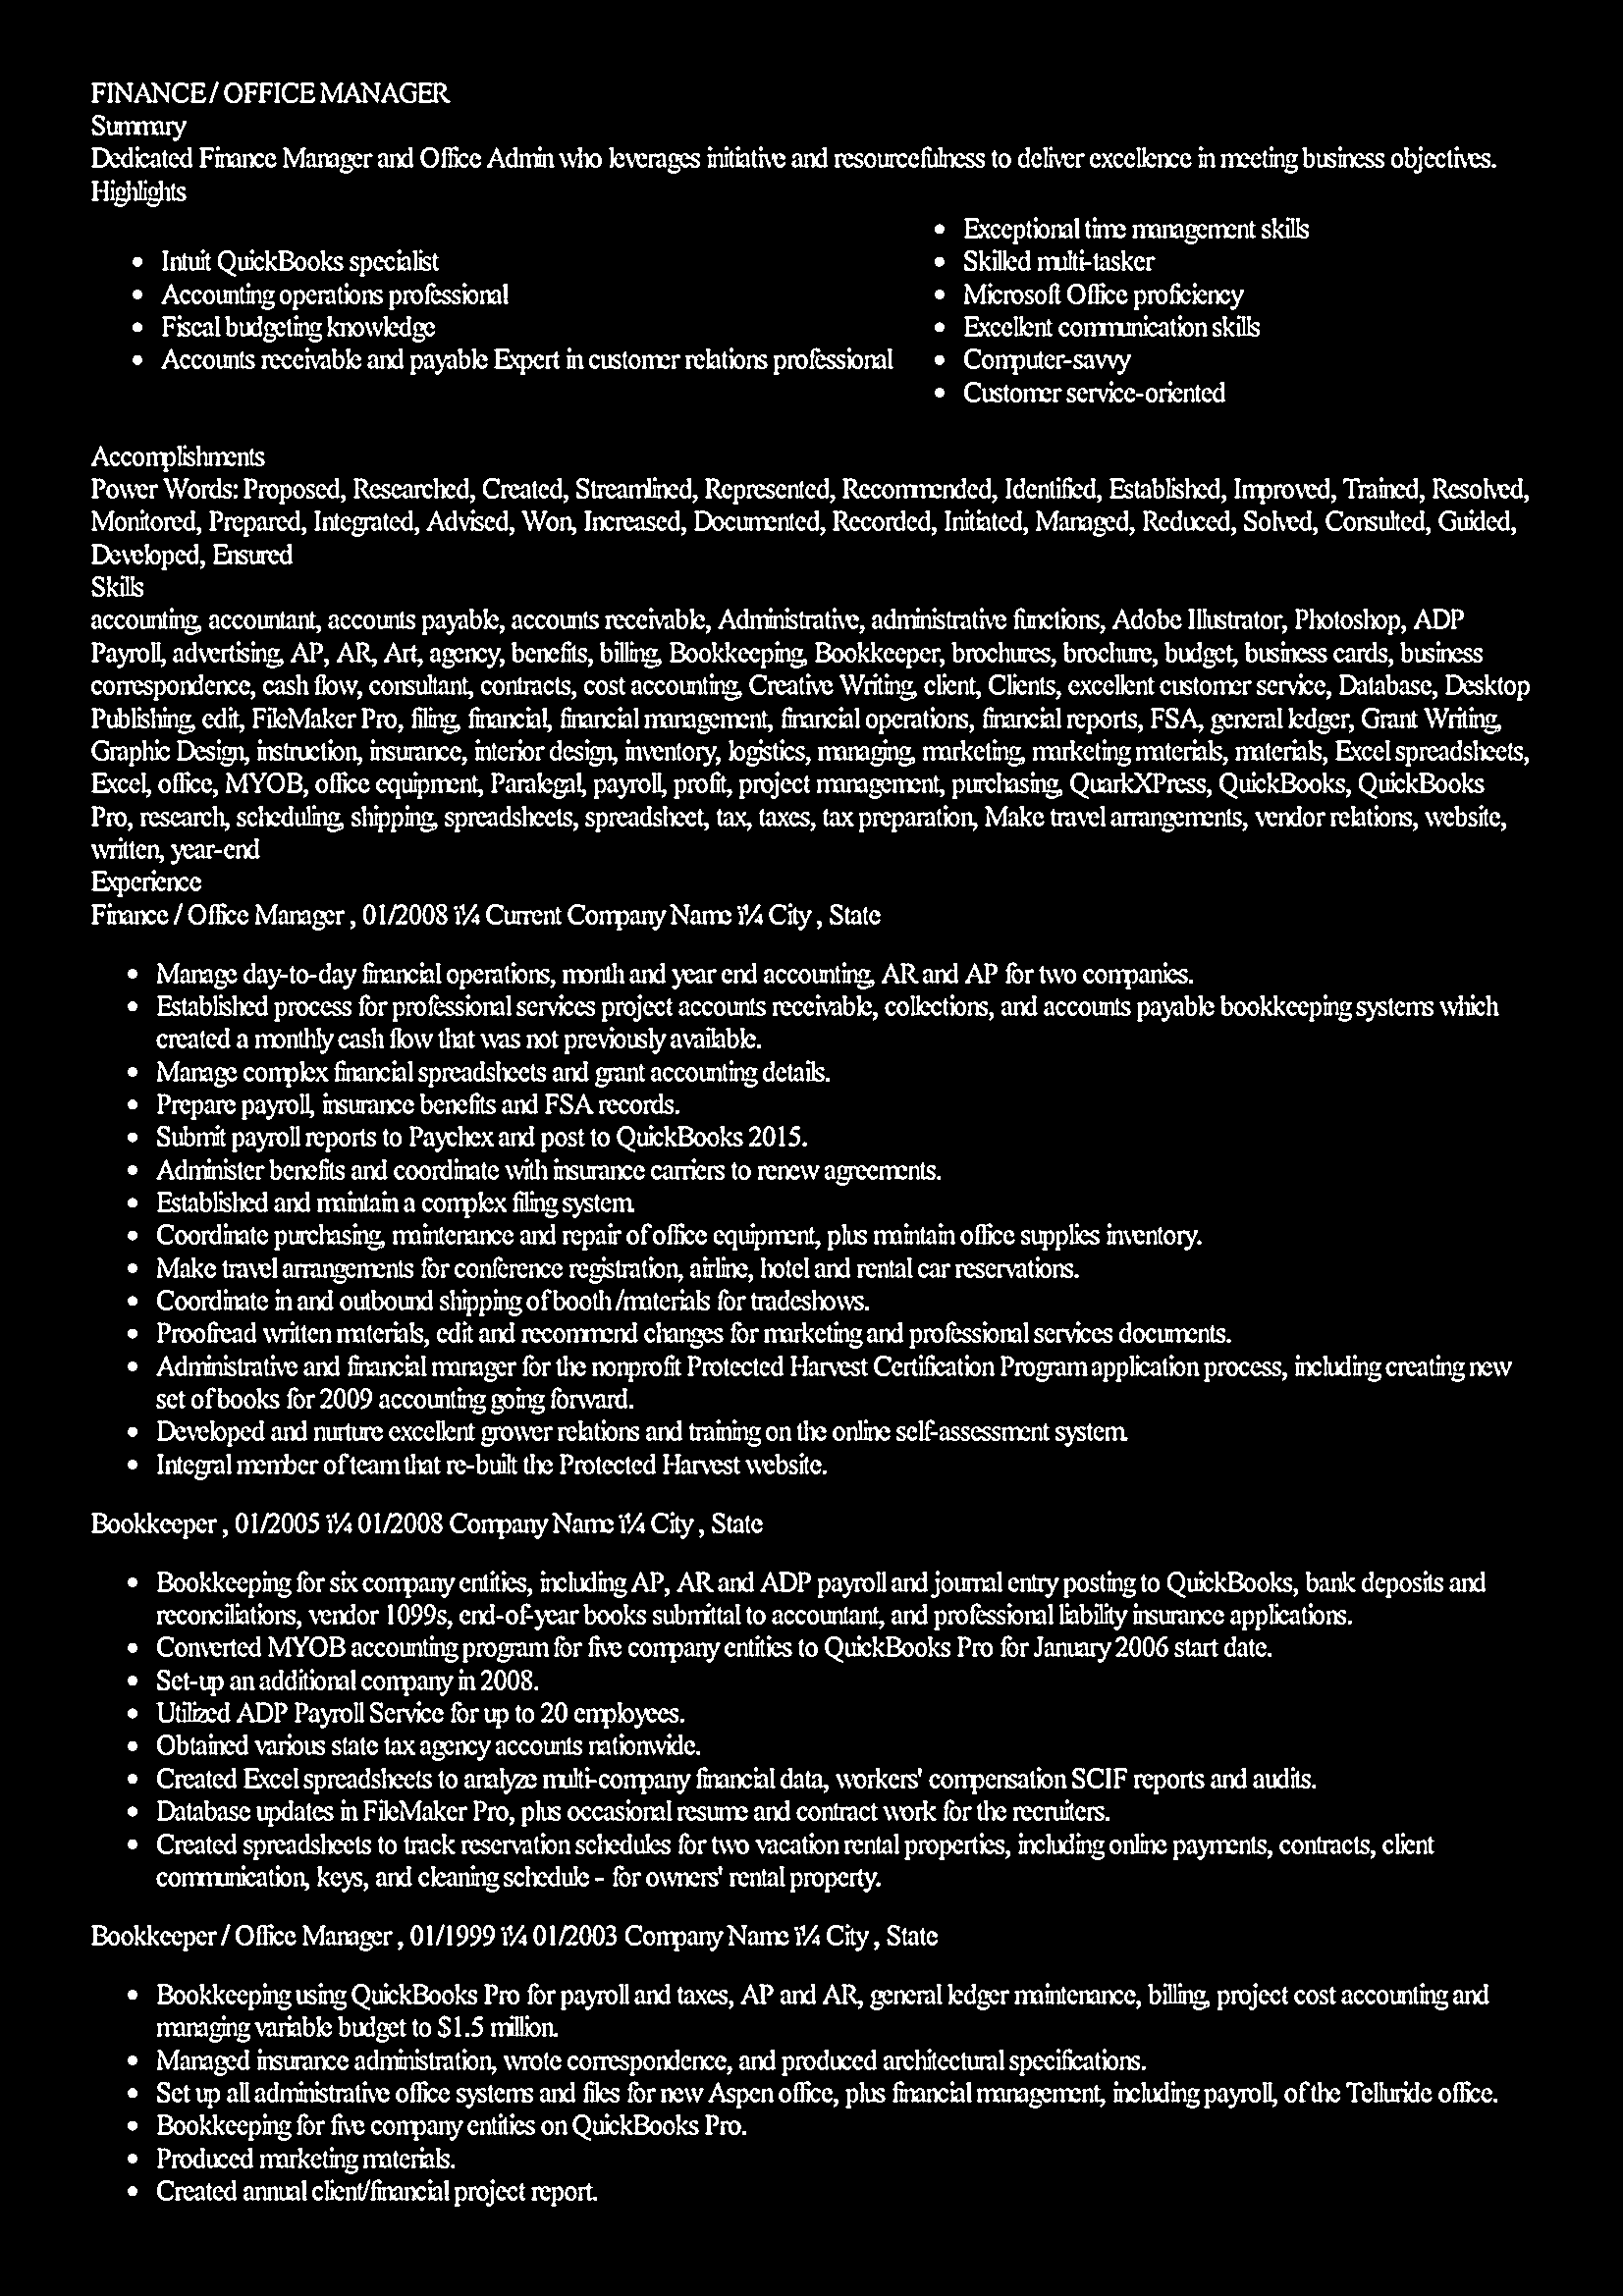 FINANCE / OFFICE MANAGER
Summary
Dedicated Finance Manager and Office Admin who leverages initiative and resourcefulness to deliver excellence in meeting business objectives.
Highlights
• Intuit QuickBooks specialist
• Accounting operations professional
• Fiscal budgeting knowledge
• Accounts receivable and payable Expert in customer relations professional
• Exceptional time management skills
• Skilled multi-tasker
• Microsoft Office proficiency
• Excellent communication skills
• Computer-savvy
• Customer service-oriented
Accomplishments
Power Words: Proposed, Researched, Created, Streamlined, Represented, Recommended, Identified, Established, Improved, Trained, Resolved,
Monitored, Prepared, Integrated, Advised, Won, Increased, Documented, Recorded, Initiated, Managed, Reduced, Solved, Consulted, Guided,
Developed, Ensured
Skills
accounting, accountant, accounts payable, accounts receivable, Administrative, administrative functions, Adobe Illustrator, Photoshop, ADP
Payroll, advertising, AP, AR, Art, agency, benefits, billing, Bookkeeping, Bookkeeper, brochures, brochure, budget, business cards, business
correspondence, cash flow, consultant, contracts, cost accounting, Creative Writing, client, Clients, excellent customer service, Database, Desktop
Publishing, edit, FileMaker Pro, filing, financial, financial management, financial operations, financial reports, FSA, general ledger, Grant Writing,
Graphic Design, instruction, insurance, interior design, inventory, logistics, managing, marketing, marketing materials, materials, Excel spreadsheets,
Excel, office, MYOB, office equipment, Paralegal, payroll, profit, project management, purchasing, QuarkXPress, QuickBooks, QuickBooks
Pro, research, scheduling, shipping, spreadsheets, spreadsheet, tax, taxes, tax preparation, Make travel arrangements, vendor relations, website,
written, year-end
Experience
Finance / Office Manager , 01/2008 ï¼ Current Company Name ï¼ City , State
• Manage day-to-day financial operations, month and year end accounting, AR and AP for two companies.
• Established process for professional services project accounts receivable, collections, and accounts payable bookkeeping systems which
created a monthly cash flow that was not previously available.
• Manage complex financial spreadsheets and grant accounting details.
• Prepare payroll, insurance benefits and FSA records.
• Submit payroll reports to Paychex and post to QuickBooks 2015.
• Administer benefits and coordinate with insurance carriers to renew agreements.
• Established and maintain a complex filing system.
• Coordinate purchasing, maintenance and repair of office equipment, plus maintain office supplies inventory.
• Make travel arrangements for conference registration, airline, hotel and rental car reservations.
• Coordinate in and outbound shipping of booth /materials for tradeshows.
• Proofread written materials, edit and recommend changes for marketing and professional services documents.
• Administrative and financial manager for the nonprofit Protected Harvest Certification Program application process, including creating new
set of books for 2009 accounting going forward.
• Developed and nurture excellent grower relations and training on the online self-assessment system.
• Integral member of team that re-built the Protected Harvest website.
Bookkeeper , 01/2005 ï¼ 01/2008 Company Name ï¼ City , State
• Bookkeeping for six company entities, including AP, AR and ADP payroll and journal entry posting to QuickBooks, bank deposits and
reconciliations, vendor 1099s, end-of-year books submittal to accountant, and professional liability insurance applications.
• Converted MYOB accounting program for five company entities to QuickBooks Pro for January 2006 start date.
• Set-up an additional company in 2008.
• Utilized ADP Payroll Service for up to 20 employees.
• Obtained various state tax agency accounts nationwide.
• Created Excel spreadsheets to analyze multi-company financial data, workers' compensation SCIF reports and audits.
• Database updates in FileMaker Pro, plus occasional resume and contract work for the recruiters.
• Created spreadsheets to track reservation schedules for two vacation rental properties, including online payments, contracts, client
communication, keys, and cleaning schedule - for owners' rental property.
Bookkeeper / Office Manager , 01/1999 ï¼ 01/2003 Company Name ï¼ City , State
• Bookkeeping using QuickBooks Pro for payroll and taxes, AP and AR, general ledger maintenance, billing, project cost accounting and
managing variable budget to $1.5 million.
• Managed insurance administration, wrote correspondence, and produced architectural specifications.
• Set up all administrative office systems and files for new Aspen office, plus financial management, including payroll, of the Telluride office.
• Bookkeeping for five company entities on QuickBooks Pro.
• Produced marketing materials.
• Created annual client/financial project report.